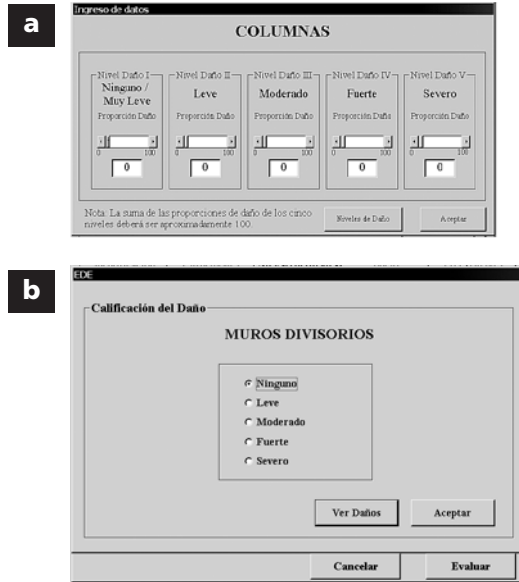 a
Ingreso de datos
COLUMNAS
Nivel Daño I
Ninguno /
Muy Leve
Proporción Daño
0 100
0
Nivel Daño II
Leve
Proporción Daño
0 100
0
Nivel Daño III
Moderado
Proporción Daño
0 100
0
Nivel Daño IV
Fuerte
Proporción Daño
0 100
0
Nivel Daño V
Severo
Proporción Daño
0 100
0
Nota: La suma de las proporciones de daño de los cinco
niveles deberá ser aproximadamente 100.
Niveles de Daño
Aceptar
b
EDE
Calificación del Daño
MUROS DIVISORIOS
Ninguno
Leve
Moderado
Fuerte
Severo
Ver Daños
Aceptar
Cancelar
Evaluar